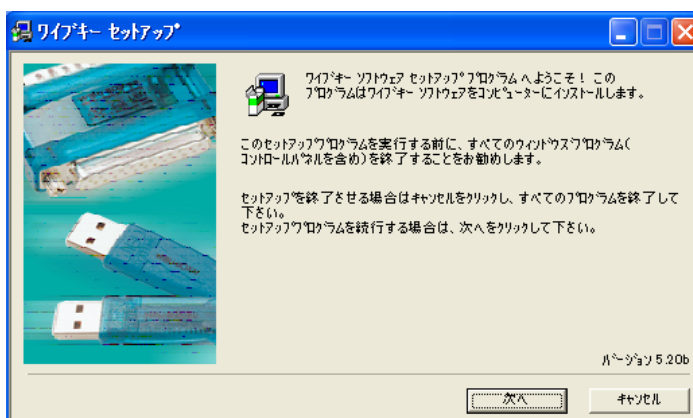 ワイプキー セットアップ
ワイプキー ソフトウェア セットアップ プログラム へようこそ！ この
プログラムはワイプキー ソフトウェアをコンピューターにインストールします。
このセットアッププログラムを実行する前に、すべてのウィンドウスプログラム(
コントロールパネルを含め)を終了することをお勧めします。
セットアップを終了させる場合はキャンセルをクリックし、すべてのプログラムを終了して
下さい。
セットアッププログラムを続行する場合は、次へをクリックして下さい。
バージョン 5.20b
次へ
キャンセル